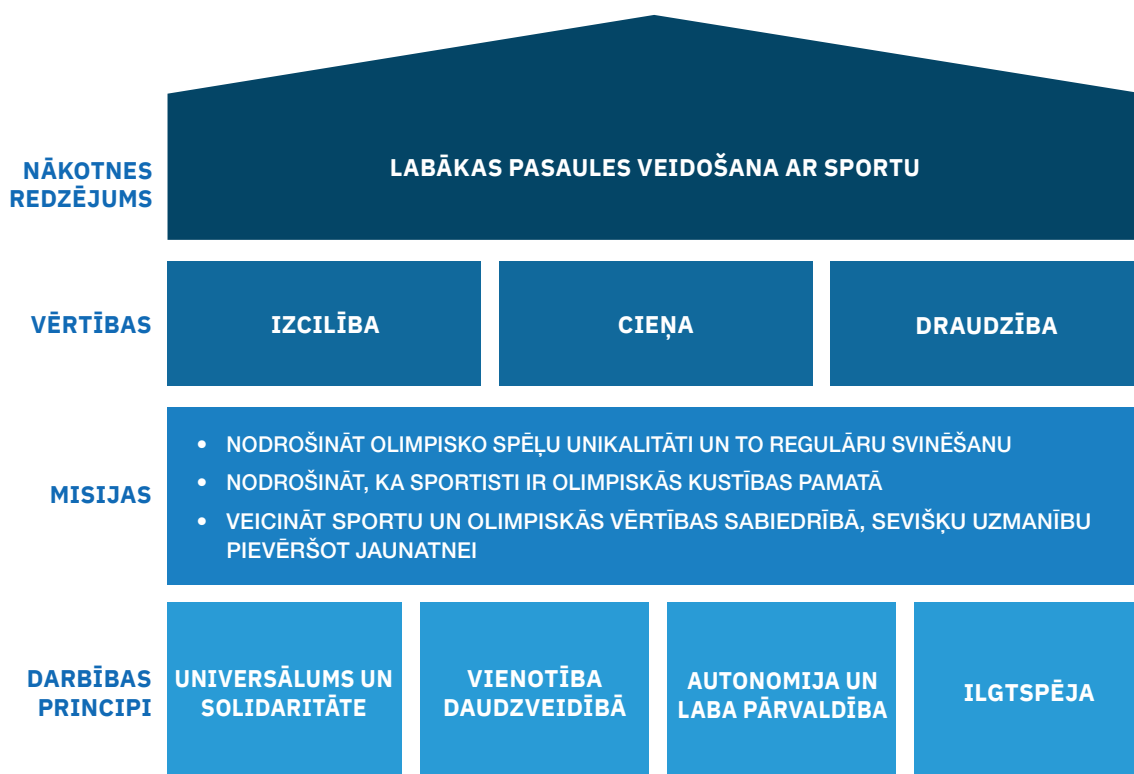 NĀKOTNES
REDZĒJUMS
LABĀKAS PASAULES VEIDOŠANA AR SPORTU
VĒRTĪBAS
IZCILĪBA
CIEŅA
DRAUDZĪBA
MISIJAS
• NODROŠINĀT OLIMPISKO SPĒĻU UNIKALITĀTI UN TO REGULĀRU SVINĒŠANU
• NODROŠINĀT, KA SPORTISTI IR OLIMPISKĀS KUSTĪBAS PAMATĀ
• VEICINĀT SPORTU UN OLIMPISKĀS VĒRTĪBAS SABIEDRĪBĀ, SEVIŠĶU UZMANĪBU
PIEVĒRŠOT JAUNATNEI
DARBĪBAS
PRINCIPI
UNIVERSĀLUMS UN
SOLIDARITĀTE
VIENOTĪBA
DAUDZVEIDĪBĀ
AUTONOMIJA UN
LABA PĀRVALDĪBA
ILGTSPĒJA